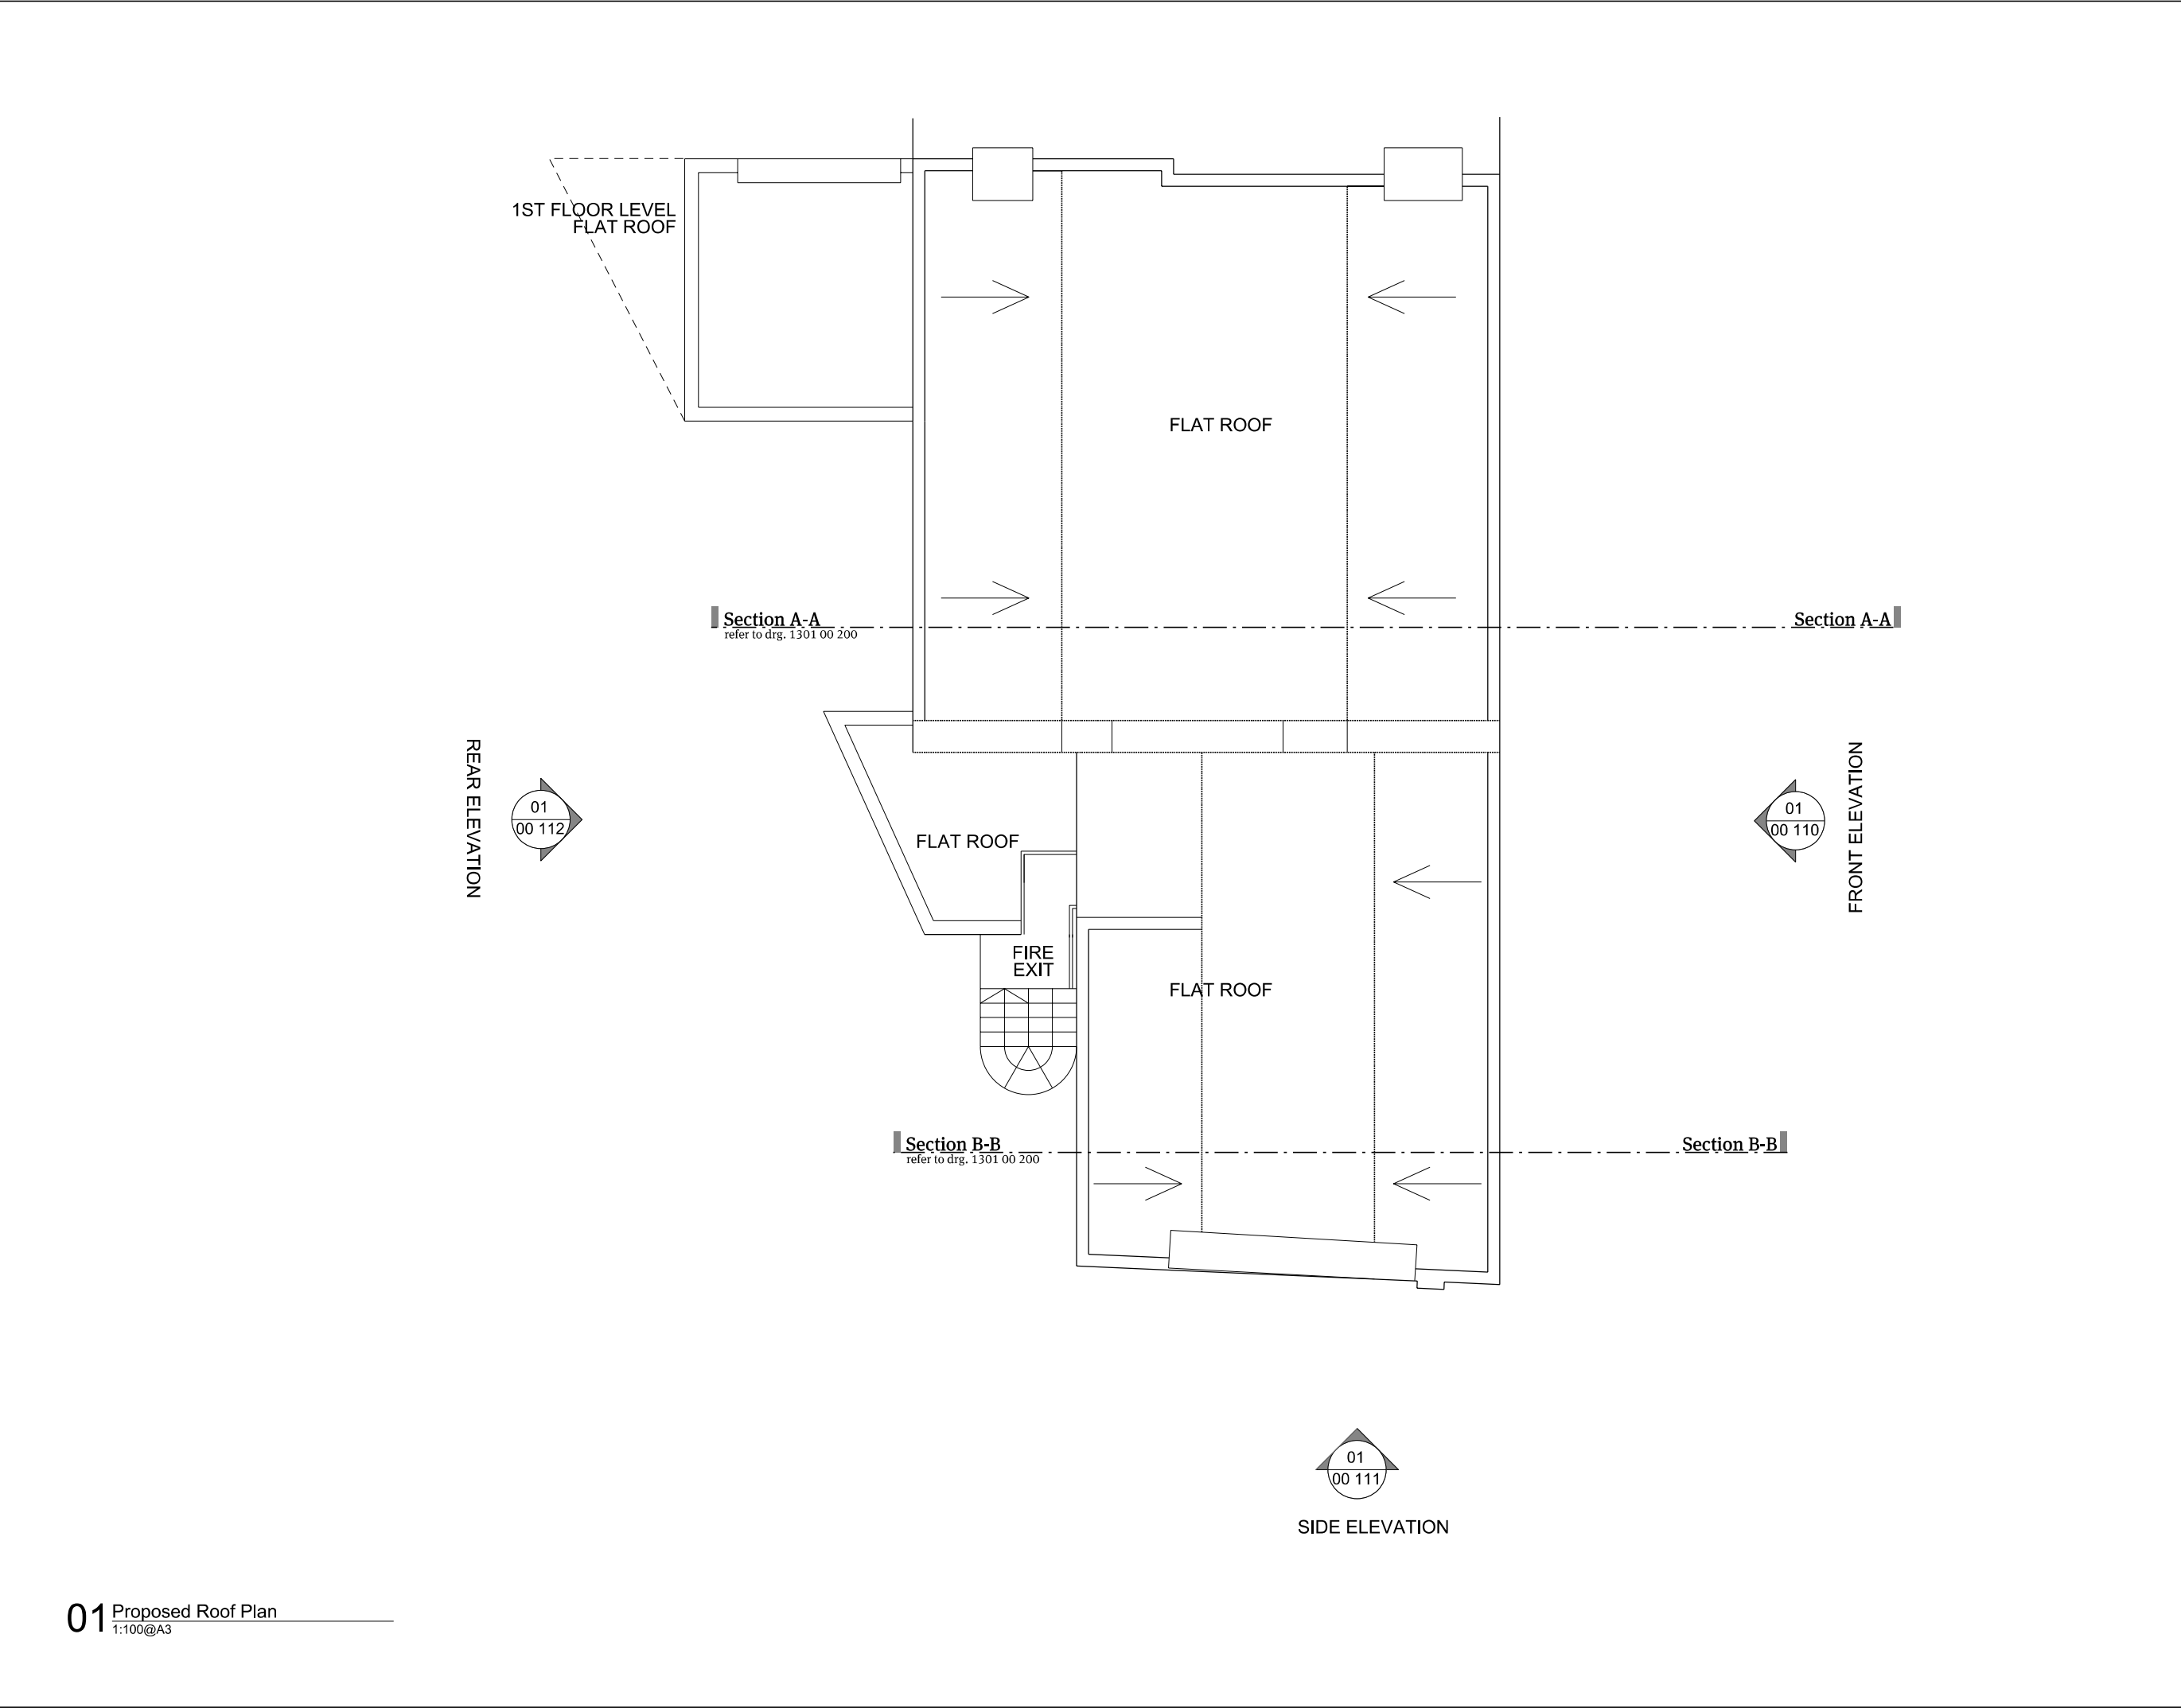 1ST FLOOR LEVEL
FLAT ROOF
FLAT ROOF
Section A-A
refer to drg. 1301 00 200
Section A-A
REAR ELEVATION
01
00 112
FLAT ROOF
01
00 110
FRONT ELEVATION
FIRE
EXIT
FLAT ROOF
Section B-B
refer to drg. 1301 00 200
Section B-B
01
00 111
SIDE ELEVATION
01 Proposed Roof Plan
1:100@A3